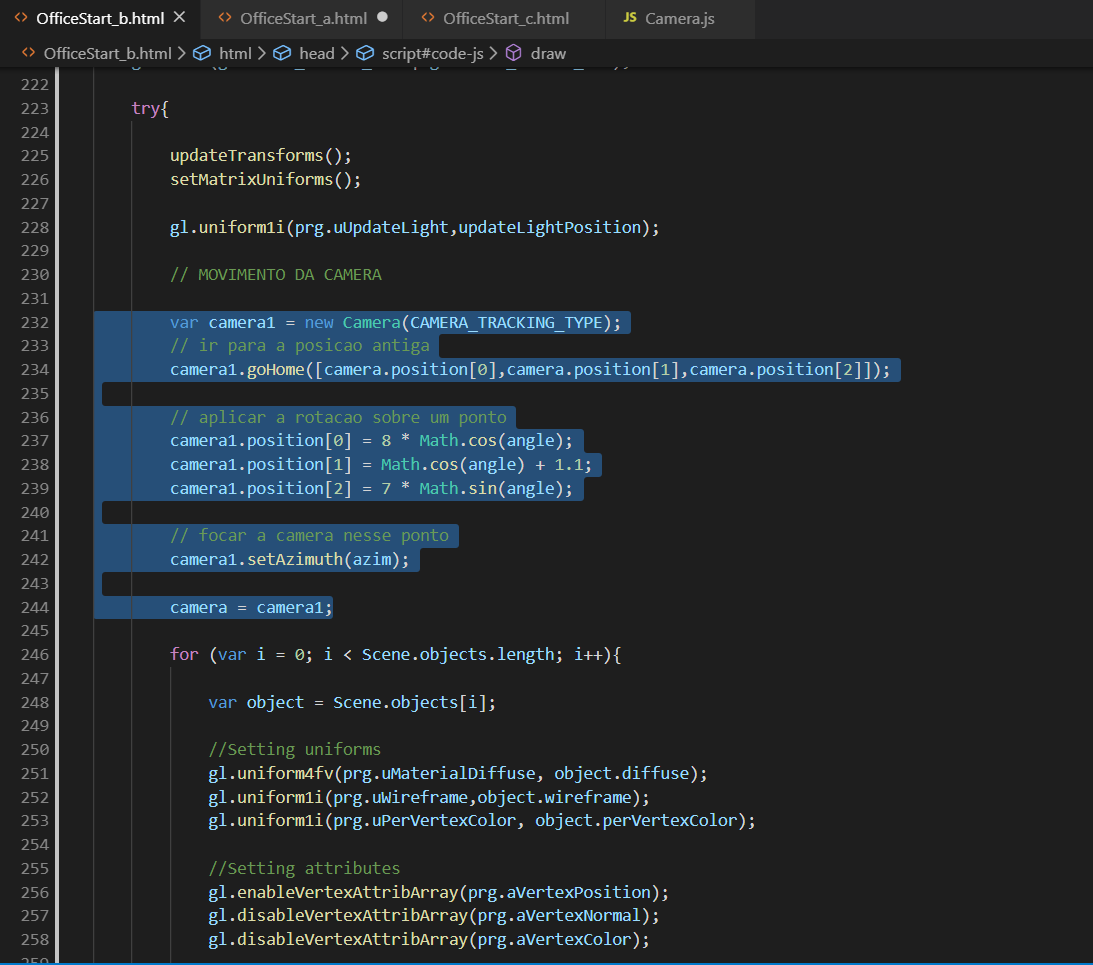 OfficeStart_b.html
OfficeStart_a.html
OfficeStart_c.html
JS Camera.js
OfficeStart_b.html > html > head > script#code-js > draw
222
223 try{
224
225 updateTransforms();
226 setMatrixUniforms();
227
228 gl.uniform1i(prg.uUpdateLight,updateLightPosition);
229
230 // MOVIMENTO DA CAMERA
231
232 var camera1 = new Camera(CAMERA_TRACKING_TYPE);
233 // ir para a posicao antiga
234 camera1.goHome([camera.position[0],camera.position[1],camera.position[2]]);
235
236 // aplicar a rotacao sobre um ponto
237 camera1.position[0] = 8 * Math.cos(angle);
238 camera1.position[1] = Math.cos(angle) + 1.1;
239 camera1.position[2] = 7 * Math.sin(angle);
240
241 // focar a camera nesse ponto
242 camera1.setAzimuth(azim);
243
244 camera = camera1;
245
246 for (var i = 0; i < Scene.objects.length; i++){
247
248 var object = Scene.objects[i];
249
250 //Setting uniforms
251 gl.uniform4fv(prg.uMaterialDiffuse, object.diffuse);
252 gl.uniform1i(prg.uWireframe,object.wireframe);
253 gl.uniform1i(prg.uPerVertexColor, object.perVertexColor);
254
255 //Setting attributes
256 gl.enableVertexAttribArray(prg.aVertexPosition);
257 gl.disableVertexAttribArray(prg.aVertexNormal);
258 gl.disableVertexAttribArray(prg.aVertexColor);
259